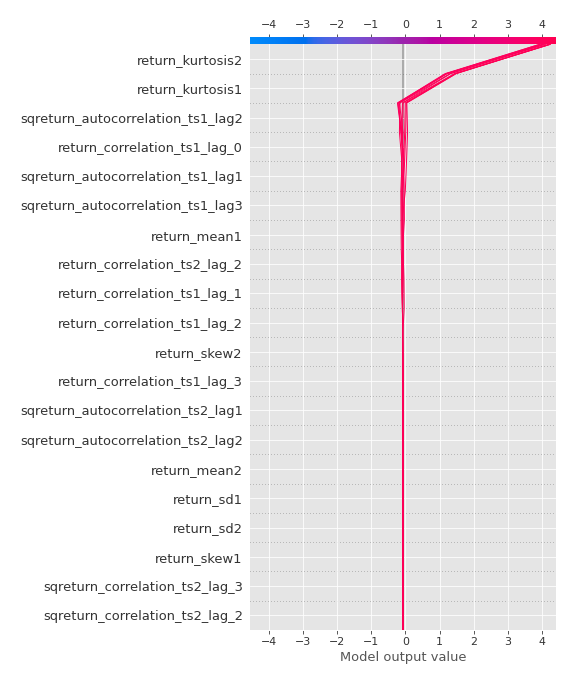 −4 −3 −2 −1 0 1 2 3 4
return_kurtosis2
return_kurtosis1
sqreturn_autocorrelation_ts1_lag2
return_correlation_ts1_lag_0
sqreturn_autocorrelation_ts1_lag1
sqreturn_autocorrelation_ts1_lag3
return_mean1
return_correlation_ts2_lag_2
return_correlation_ts1_lag_1
return_correlation_ts1_lag_2
return_skew2
return_correlation_ts1_lag_3
sqreturn_autocorrelation_ts2_lag1
sqreturn_autocorrelation_ts2_lag2
return_mean2
return_sd1
return_sd2
return_skew1
sqreturn_correlation_ts2_lag_3
sqreturn_correlation_ts2_lag_2
−4 −3 −2 −1 0 1 2 3 4
Model output value